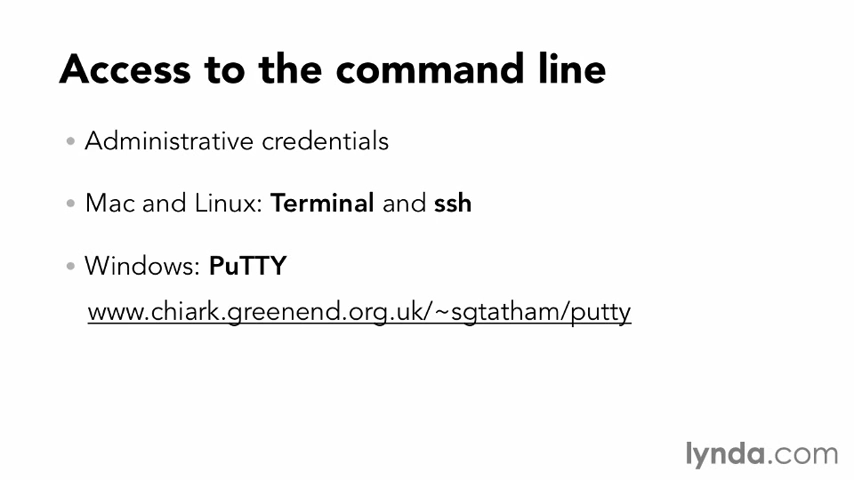 Access to the command line
• Administrative credentials
• Mac and Linux: Terminal and ssh
• Windows: PuTTY
www.chiark.greenend.org.uk/~sgtatham/putty
lynda.com